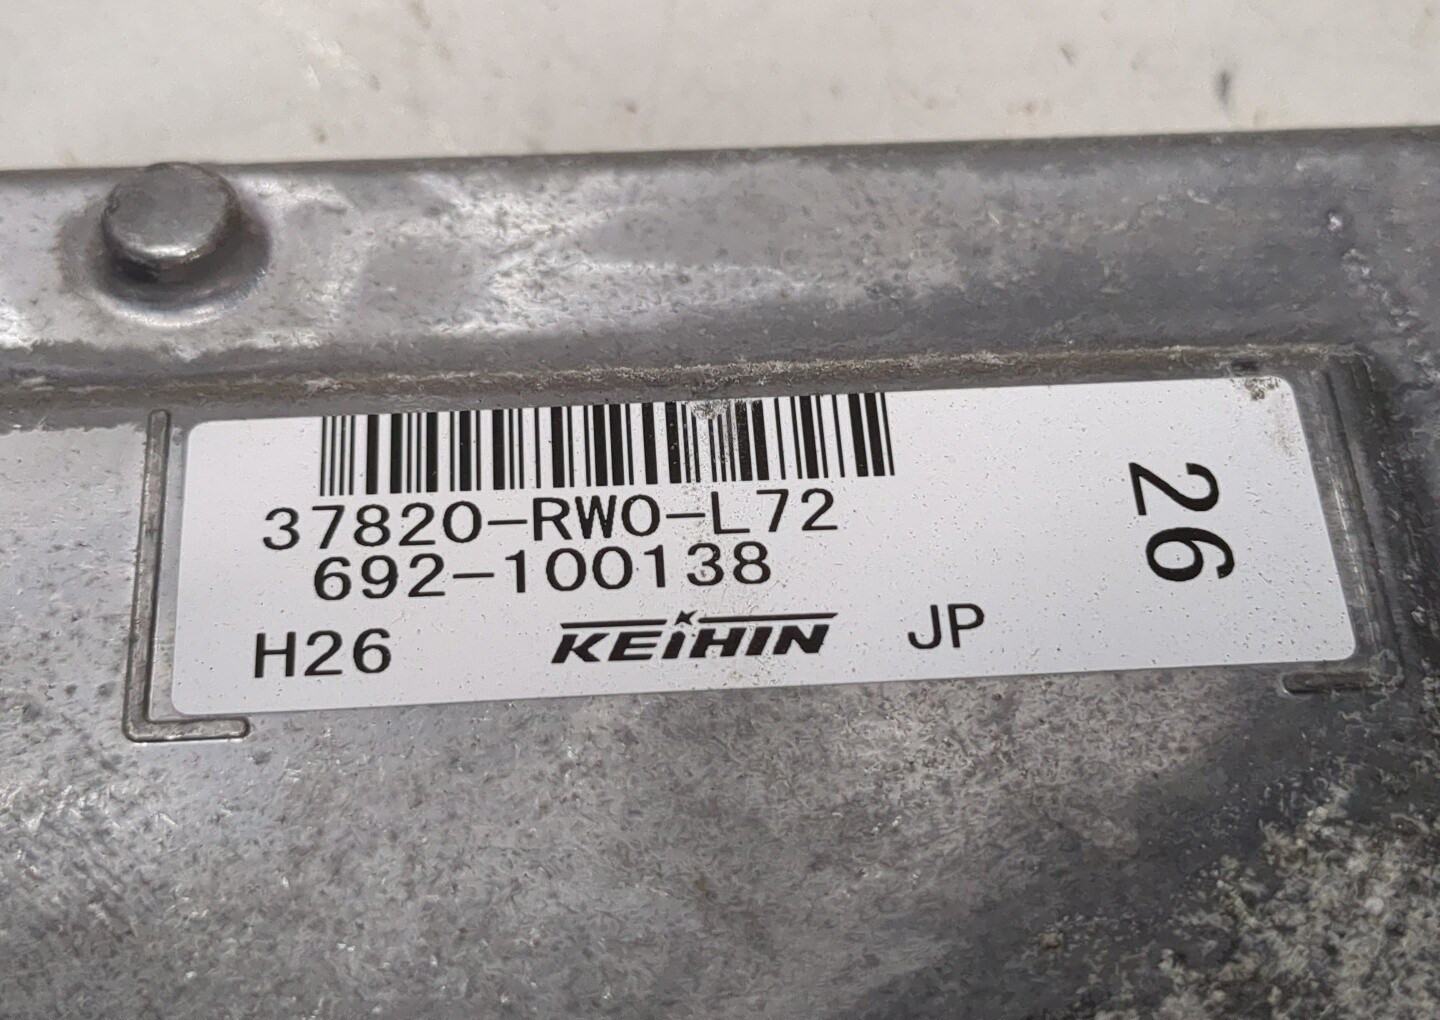 37820-RW0-L72
692-100138
H26 KEIHIN JP
26